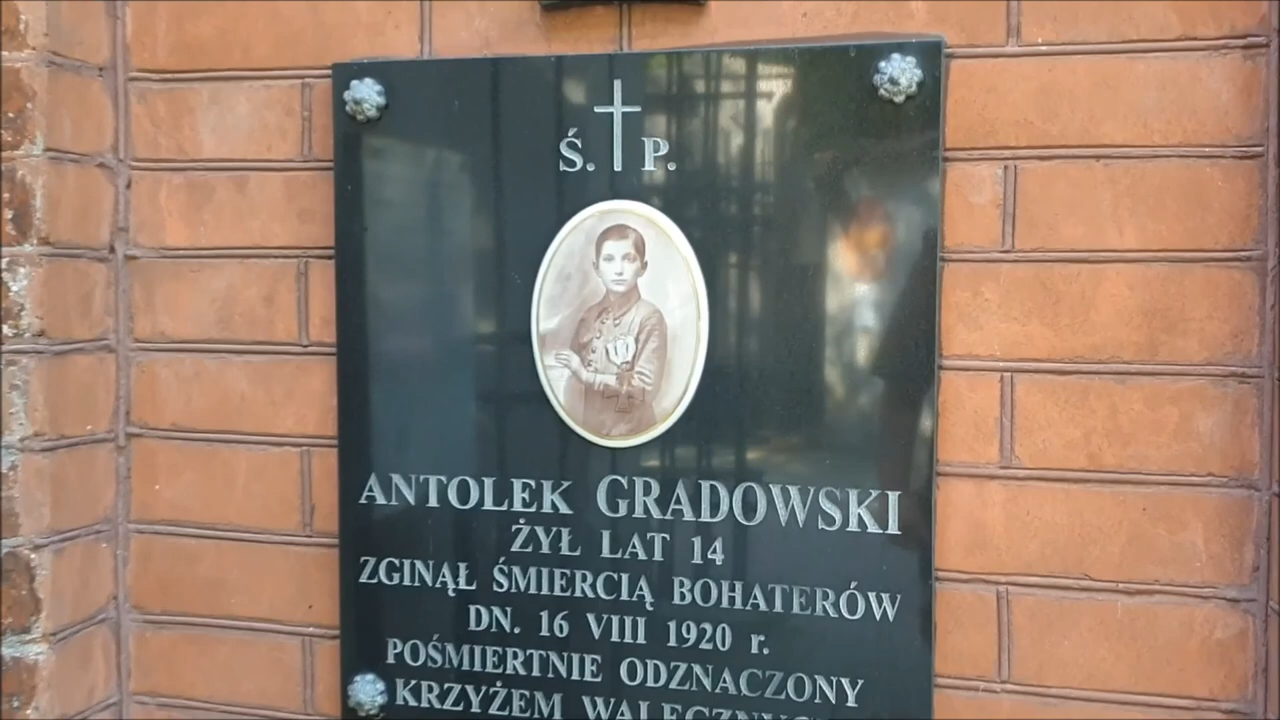 Ś. P.
ANTOLEK GRADOWSKI
ŻYŁ LAT 14
ZGINĄŁ ŚMIERCIĄ BOHATERÓW
DN. 16 VIII 1920 r.
POŚMIERTNIE ODZNACZONY
KRZYŻEM